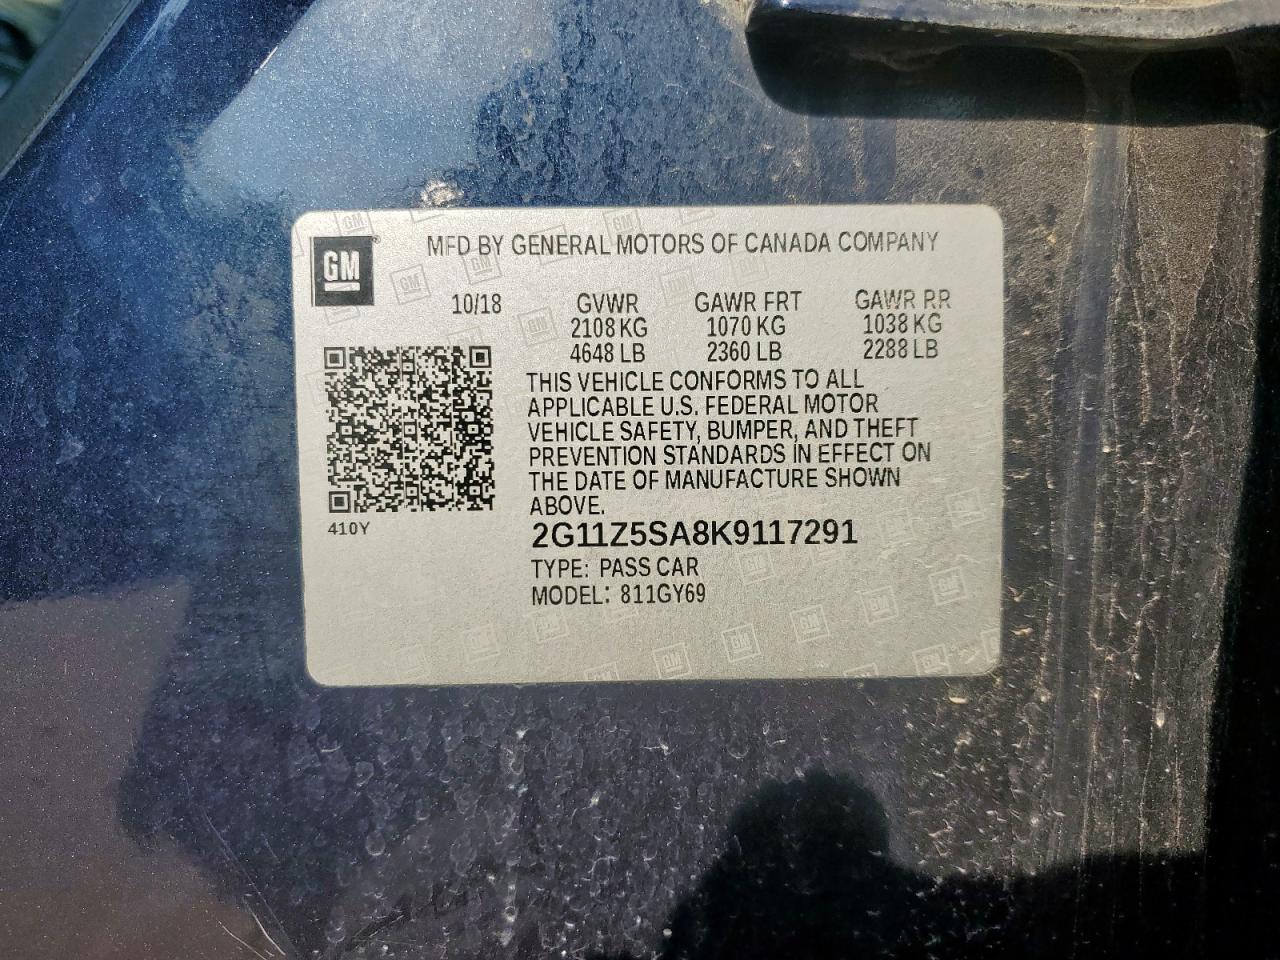 GM
MFD BY GENERAL MOTORS OF CANADA COMPANY
10/18 GVWR GAWR FRT GAWR RR
2108 KG 1070 KG 1038 KG
4648 LB 2360 LB 2288 LB
THIS VEHICLE CONFORMS TO ALL
APPLICABLE U.S. FEDERAL MOTOR
VEHICLE SAFETY, BUMPER, AND THEFT
PREVENTION STANDARDS IN EFFECT ON
THE DATE OF MANUFACTURE SHOWN
ABOVE.
410Y
2G11Z5SA8K9117291
TYPE: PASS CAR
MODEL: 811GY69